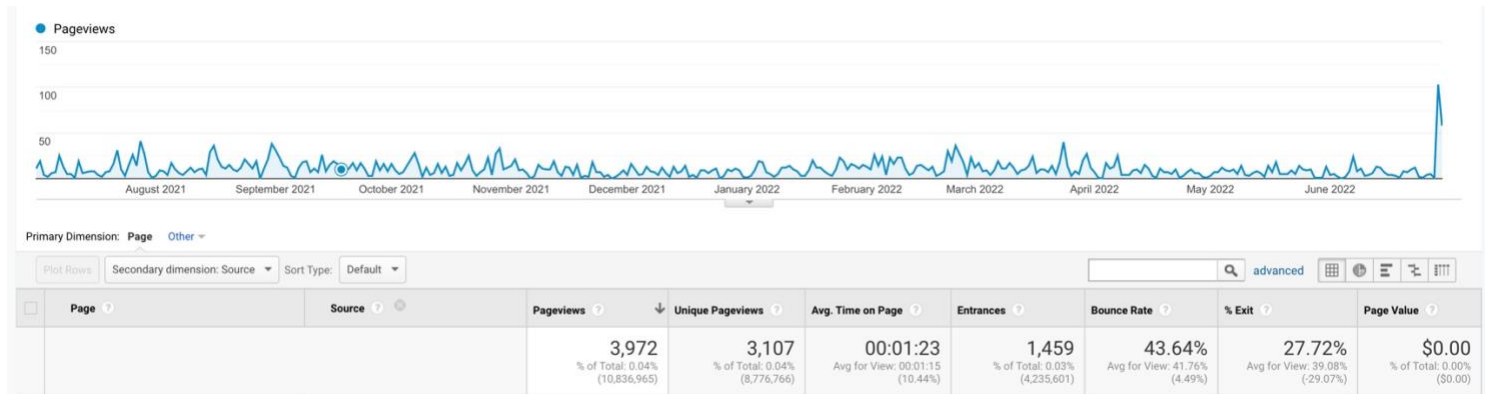 Pageviews
150
100
50
August 2021 September 2021 October 2021 November 2021 December 2021 January 2022 February 2022 March 2022 April 2022 May 2022 June 2022
Primary Dimension: Page Other
Plot Rows Secondary dimension: Source Sort Type: Default advanced
Page ? Source ? Pageviews ? Unique Pageviews ? Avg. Time on Page ? Entrances ? Bounce Rate ? % Exit ? Page Value ?
3,972 3,107 00:01:23 1,459 43.64% 27.72% $0.00
% of Total: 0.04% % of Total: 0.04% Avg for View: 00:01:15 % of Total: 0.03% Avg for View: 41.76% Avg for View: 39.08% % of Total: 0.00%
(10,836,965) (8,776,766) (10.44%) (4,235,601) (4.49%) (-29.07%) ($0.00)